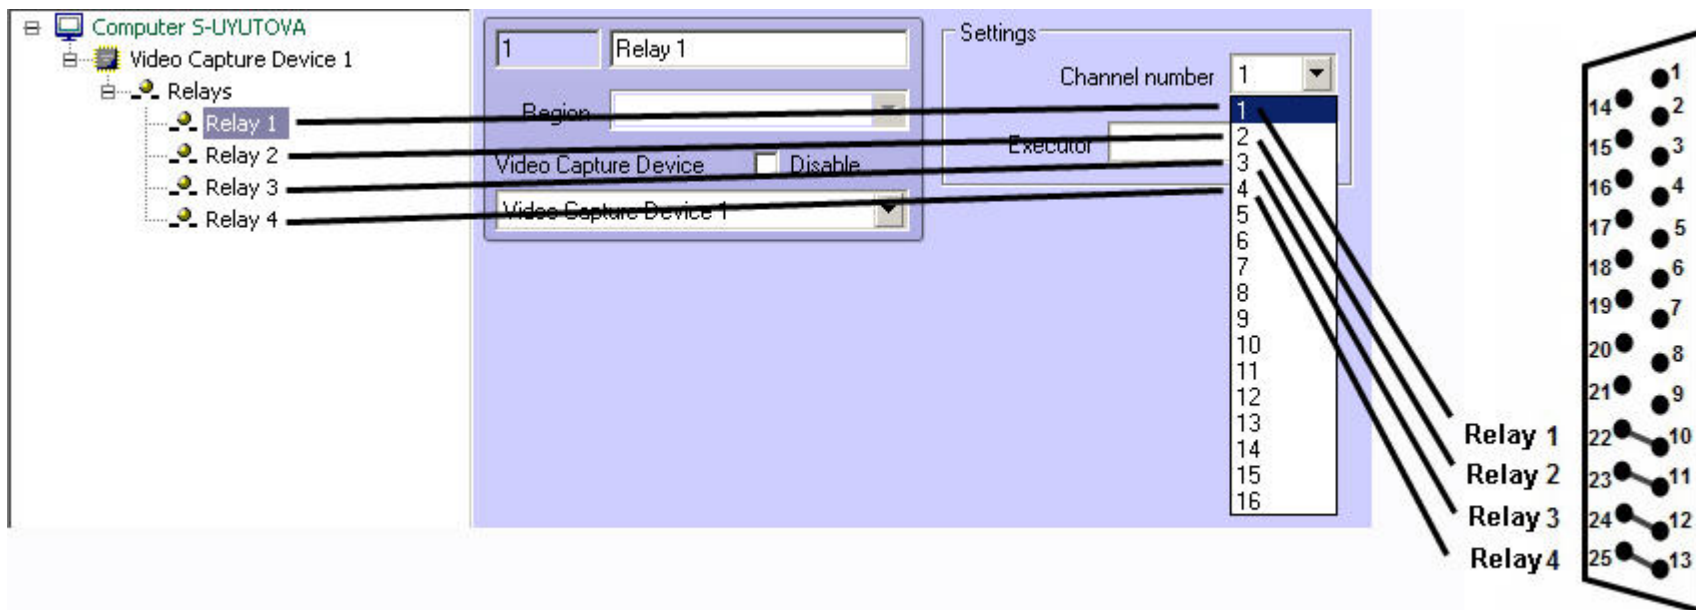 Computer S-UYUTOVA
Video Capture Device 1
Relays
Relay 1
Relay 2
Relay 3
Relay 4
1
Relay 1
Region
Video Capture Device
Disable
Video Capture Device 1
Settings
Channel number
1
Executor
1
2
3
4
5
6
7
8
9
10
11
12
13
14
15
16
Relay 1
Relay 2
Relay 3
Relay 4
1
14
2
15
3
16
4
17
5
18
6
19
7
20
8
21
9
22
10
23
11
24
12
25
13